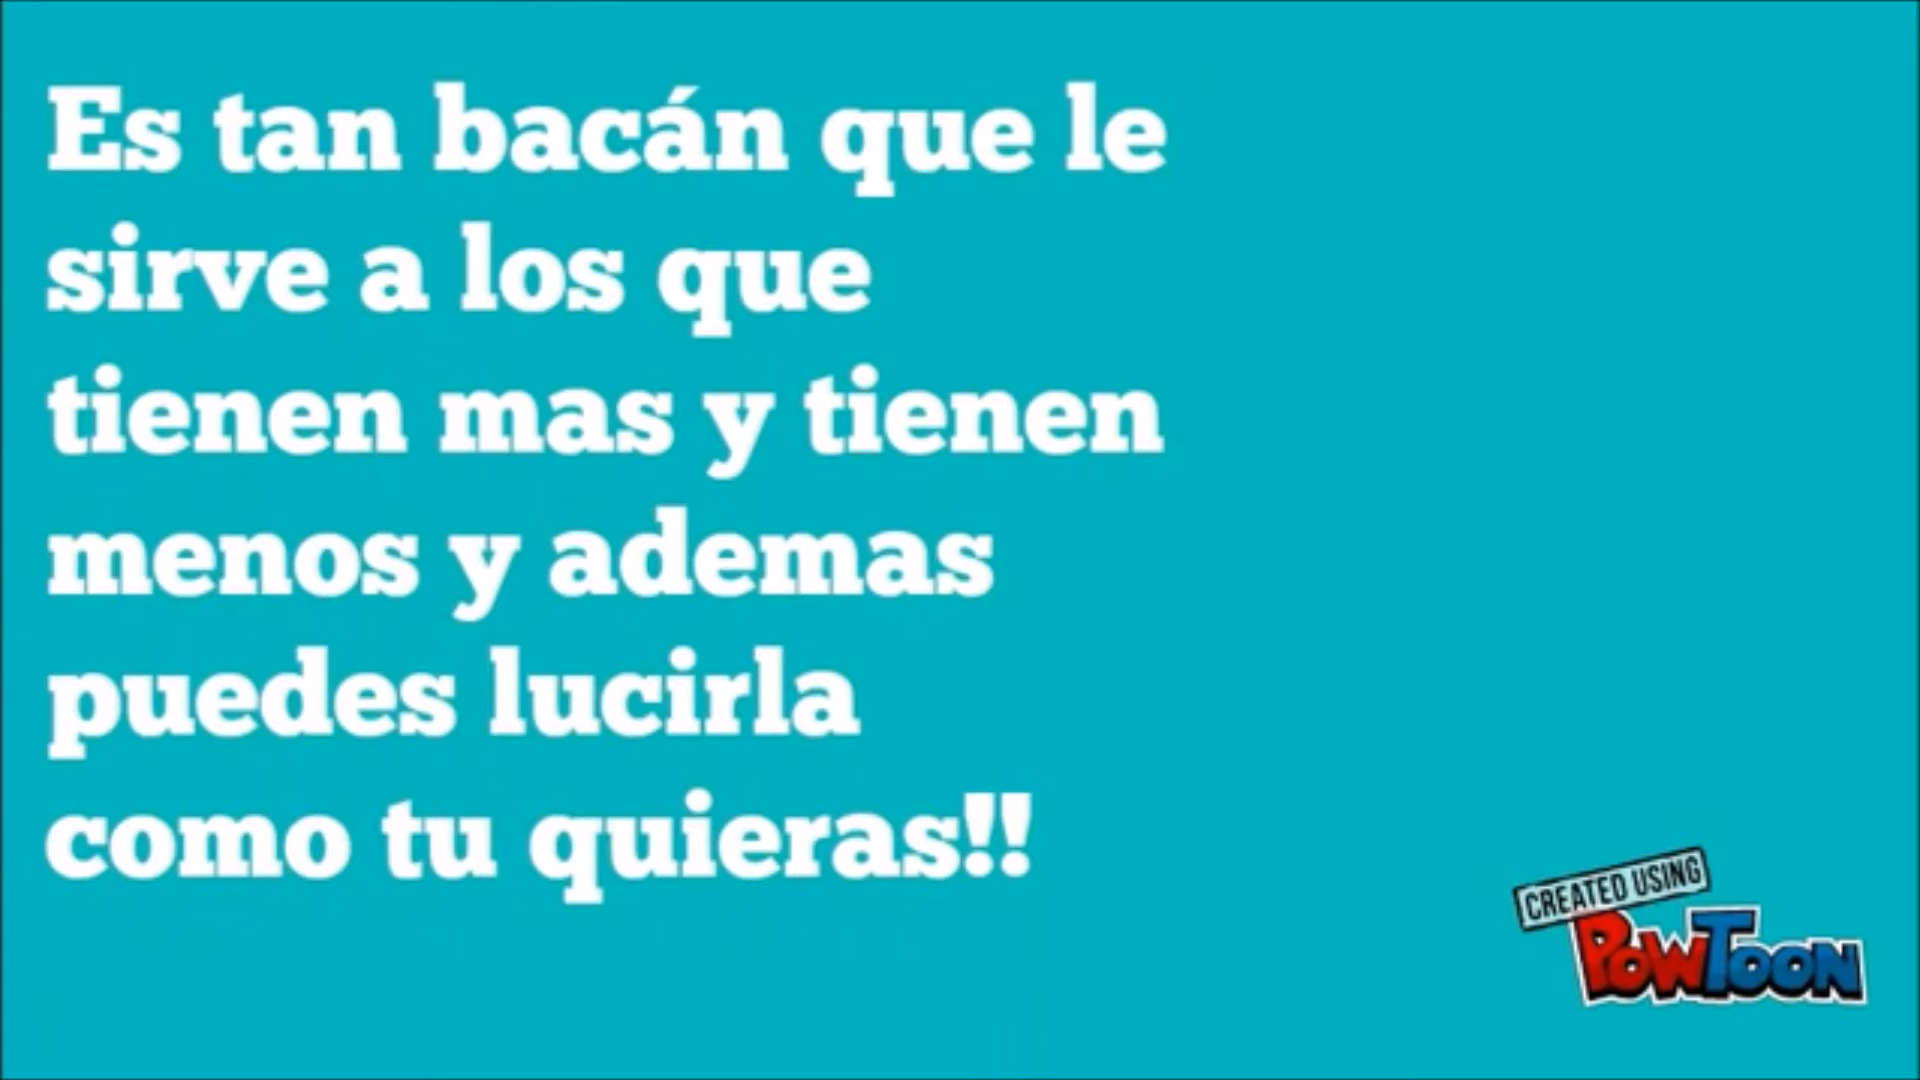 Es tan bacán que le
sirve a los que
tienen mas y tienen
menos y ademas
puedes lucirla
como tu quieras!!
CREATED USING
POWTOON